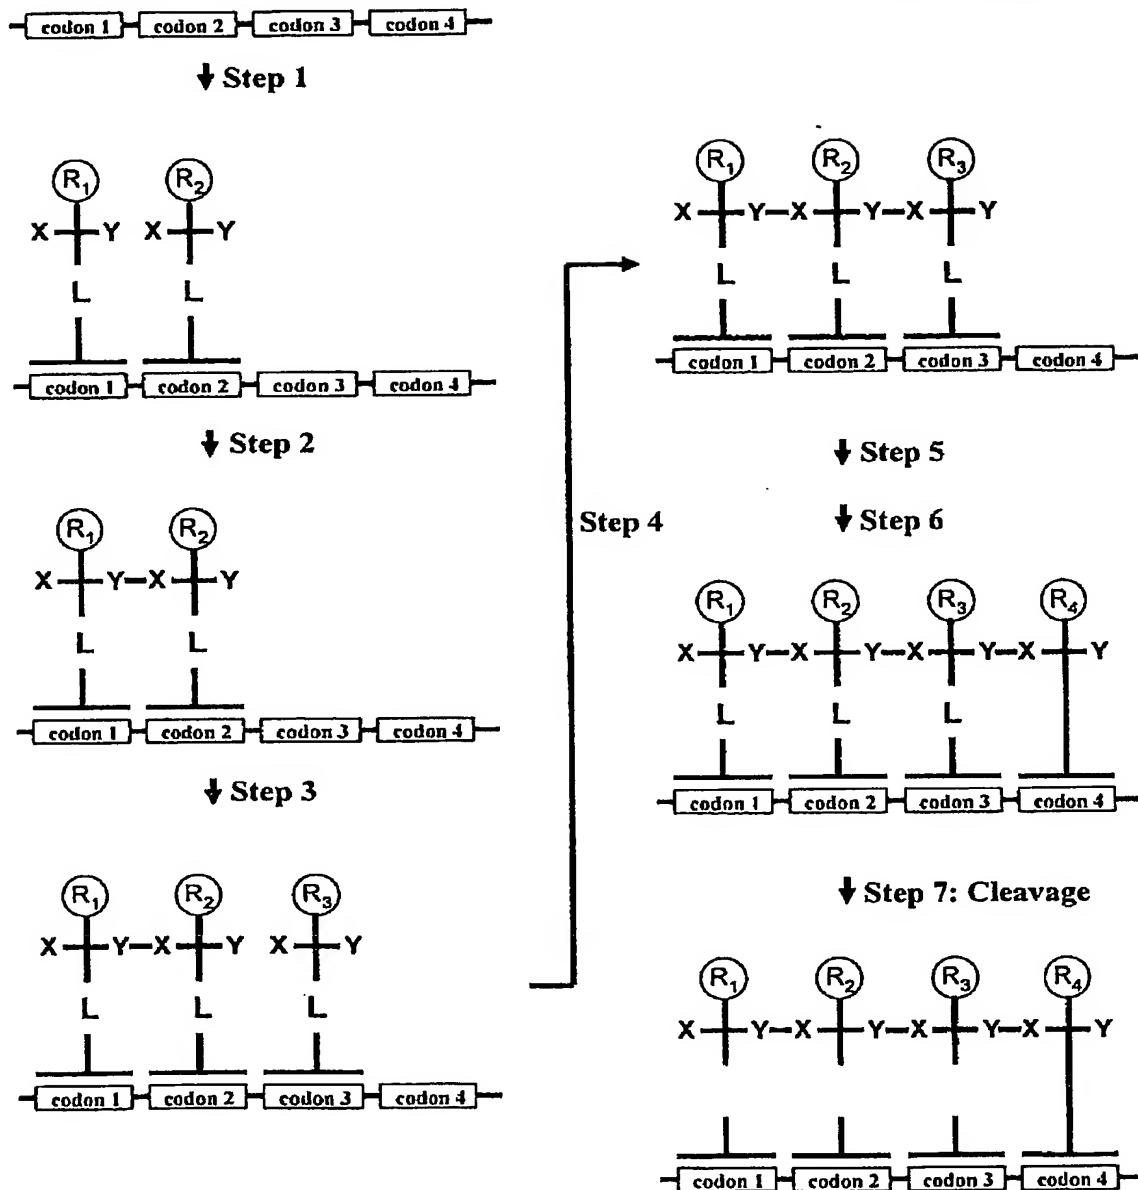 codon 1 codon 2 codon 3 codon 4
Step 1
R1 R2
X Y X Y
L L
codon 1 codon 2 codon 3 codon 4
Step 2
R1 R2
X Y X Y
L L
codon 1 codon 2 codon 3 codon 4
Step 3
R1 R2 R3
X Y X Y X Y
L L L
codon 1 codon 2 codon 3 codon 4
Step 4
R1 R2 R3
X Y X Y X Y
L L L
codon 1 codon 2 codon 3 codon 4
Step 5
Step 6
R1 R2 R3 R4
X Y X Y X Y X Y
L L L
codon 1 codon 2 codon 3 codon 4
Step 7: Cleavage
R1 R2 R3 R4
X Y X Y X Y X Y
codon 1 codon 2 codon 3 codon 4